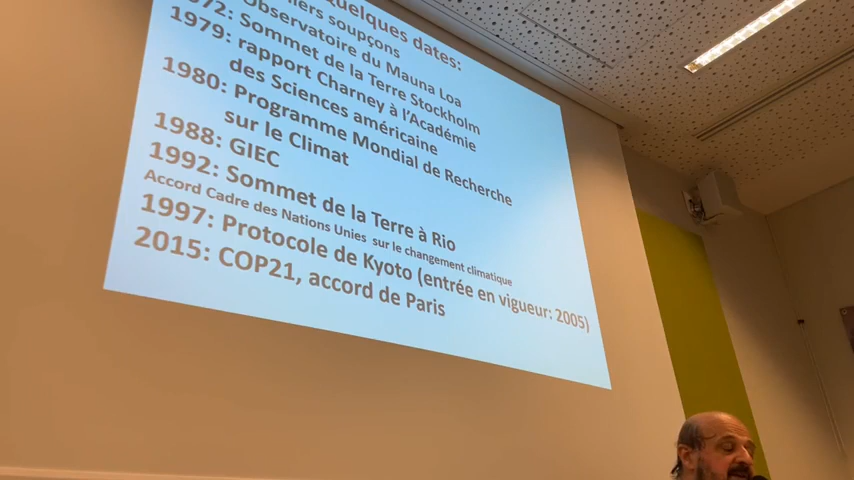 quelques dates:
iers soupçons
Observatoire du Mauna Loa
1972: Sommet de la Terre Stockholm
1979: rapport Charney à l'Académie
des Sciences américaine
1980: Programme Mondial de Recherche
sur le Climat
1988: GIEC
1992: Sommet de la Terre à Rio
Accord Cadre des Nations Unies sur le changement climatique
1997: Protocole de Kyoto (entrée en vigueur: 2005)
2015: COP21, accord de Paris